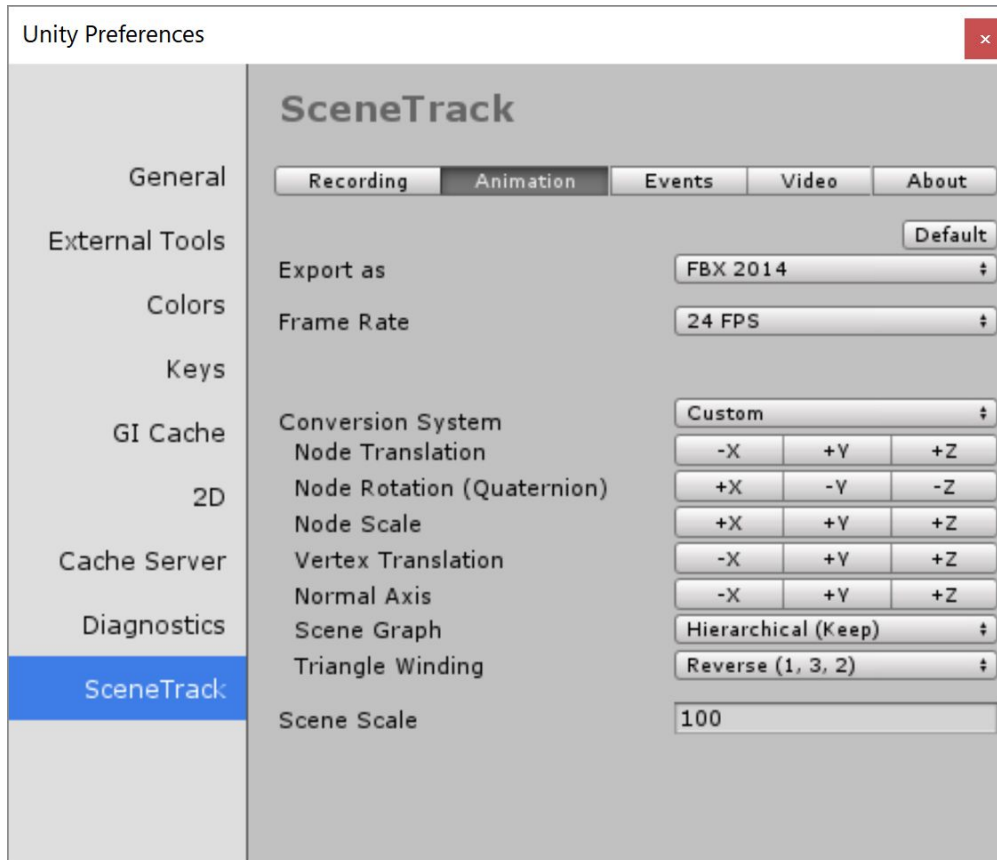 Unity Preferences
x
SceneTrack
General
External Tools
Colors
Keys
GI Cache
2D
Cache Server
Diagnostics
SceneTrack
Recording Animation Events Video About
Default
Export as FBX 2014
Frame Rate 24 FPS
Conversion System Custom
Node Translation -X +Y +Z
Node Rotation (Quaternion) +X -Y -Z
Node Scale +X +Y +Z
Vertex Translation -X +Y +Z
Normal Axis -X +Y +Z
Scene Graph Hierarchical (Keep)
Triangle Winding Reverse (1, 3, 2)
Scene Scale 100